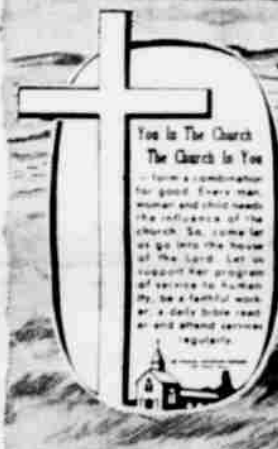 You In The Church
The Church In You
- form a combination
for good. Every man,
woman and child needs
the influence of the
church. So, come let
us go into the house
of the Lord. Let us
support her program
of service to human-
ity, be a faithful work-
er, a daily bible read-
er and attend services
regularly.